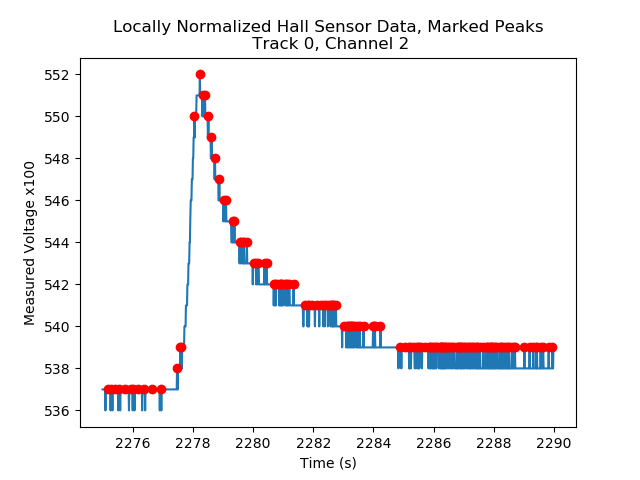 Locally Normalized Hall Sensor Data, Marked Peaks
Track 0, Channel 2
Measured Voltage x100
552
550
548
546
544
542
540
538
536
2276 2278 2280 2282 2284 2286 2288 2290
Time (s)